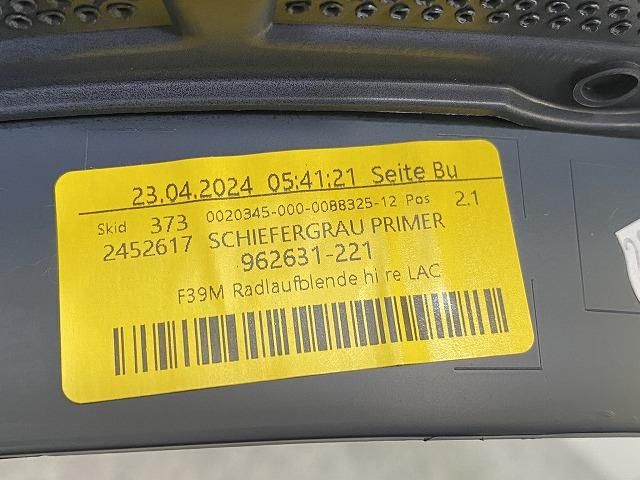 23.04.2024 05:41:21 Seite Bu
Skid 373 0020345-000-0088325-12 Pos 2.1
2452617 SCHIEFERGRAU PRIMER
962631-221
F39M Radlaufblende hi re LAC